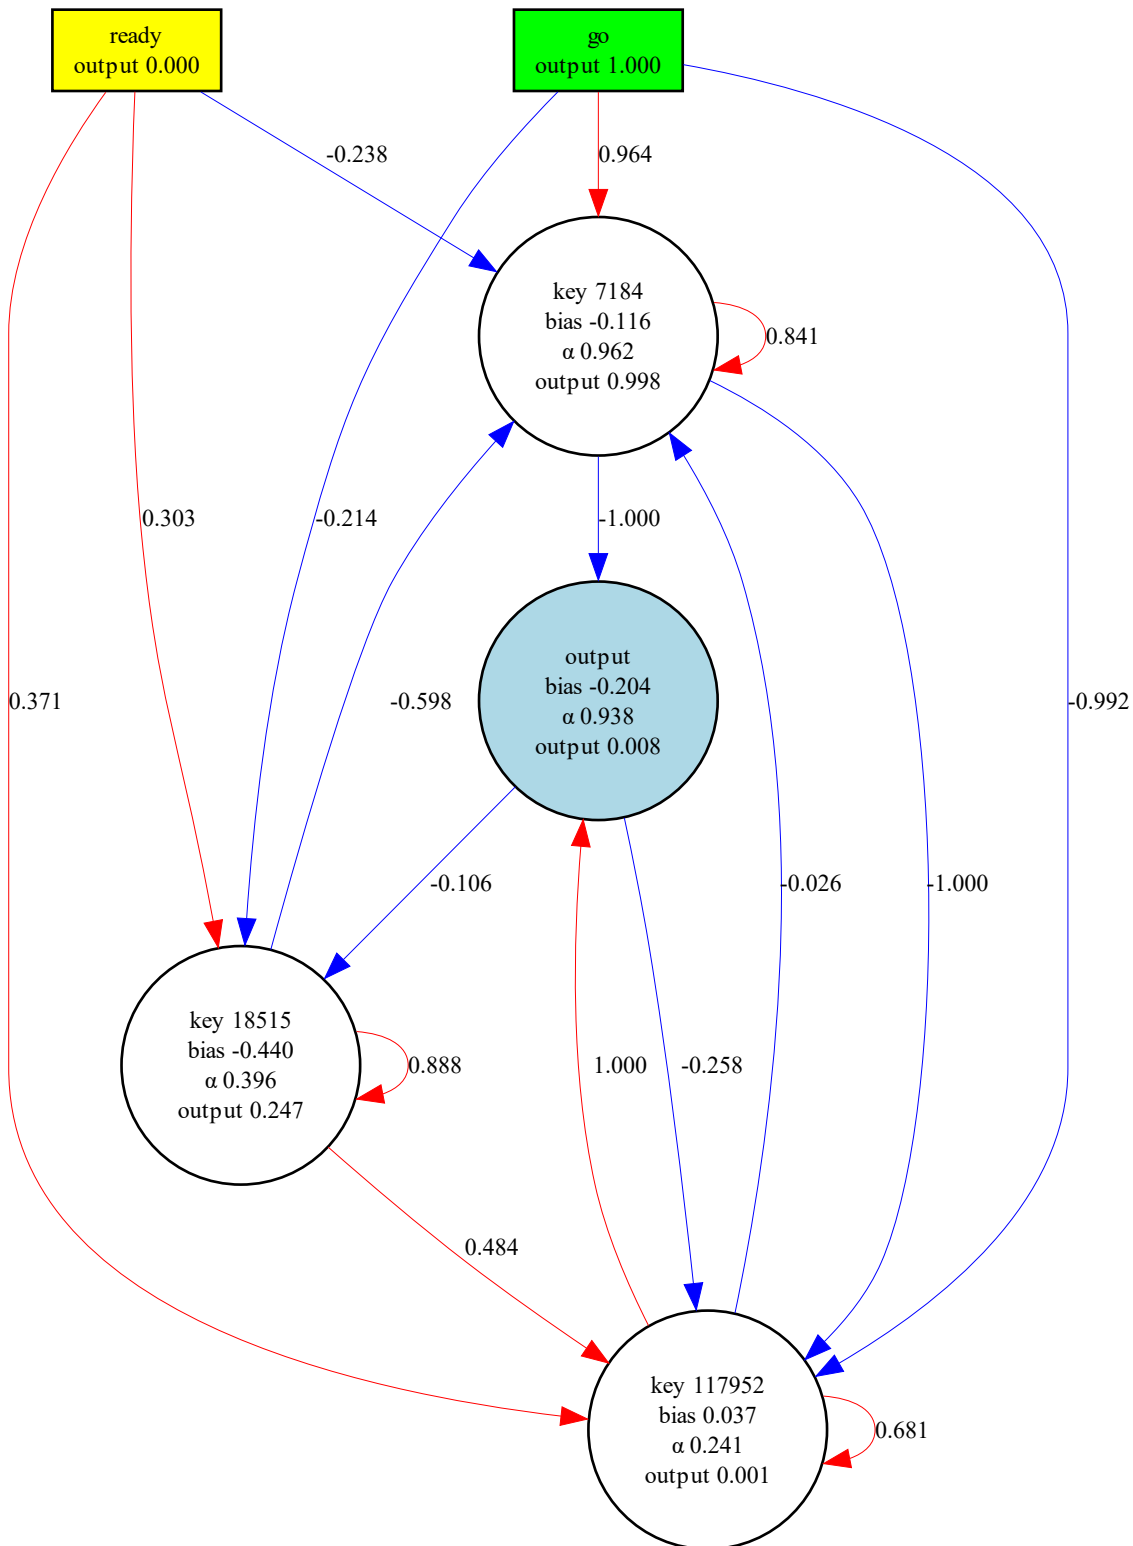 ready
output 0.000
go
output 1.000
-0.238
0.964
key 7184
bias -0.116
α 0.962
output 0.998
0.841
0.303
-0.214
-1.000
output
bias -0.204
α 0.938
output 0.008
0.371
-0.598
-0.992
-0.106
-0.026
-1.000
key 18515
bias -0.440
α 0.396
output 0.247
0.888
1.000
-0.258
0.484
key 117952
bias 0.037
α 0.241
output 0.001
0.681